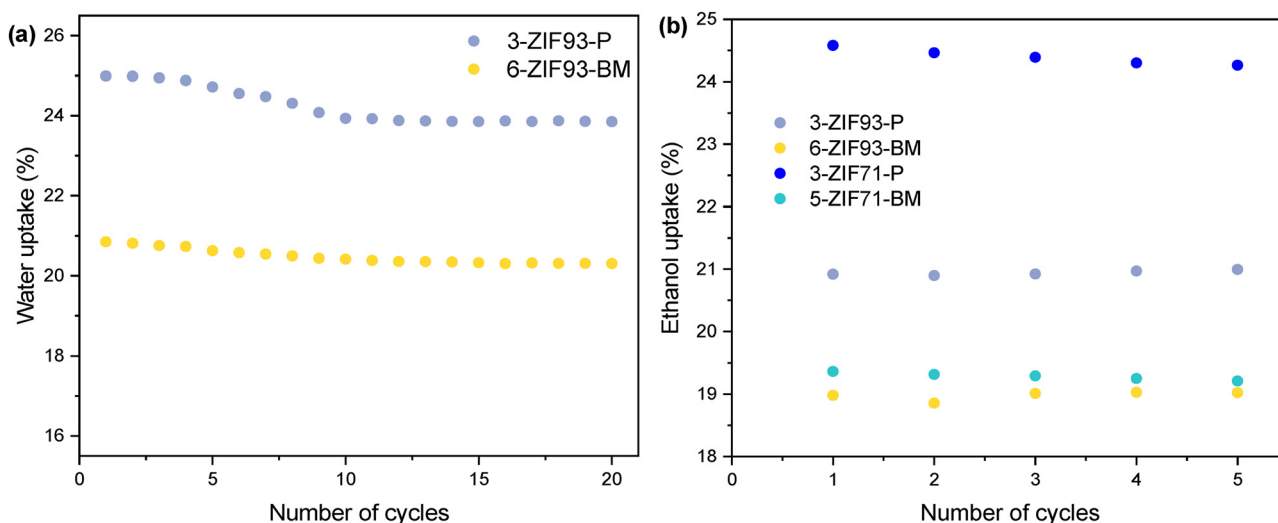 (a)
26
24
22
20
18
16
Water uptake (%)
3-ZIF93-P
6-ZIF93-BM
0
5
10
15
20
Number of cycles
(b)
25
24
23
22
21
20
19
18
Ethanol uptake (%)
3-ZIF93-P
6-ZIF93-BM
3-ZIF71-P
5-ZIF71-BM
0
1
2
3
4
5
Number of cycles